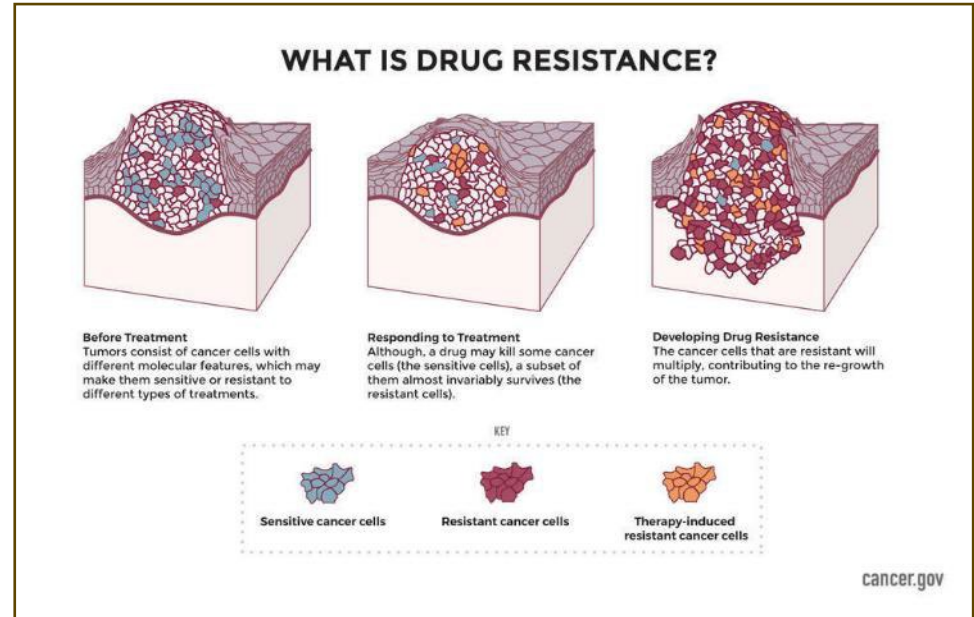 WHAT IS DRUG RESISTANCE?
Before Treatment
Tumors consist of cancer cells with
different molecular features, which may
make them sensitive or resistant to
different types of treatments.
Responding to Treatment
Although, a drug may kill some cancer
cells (the sensitive cells), a subset of
them almost invariably survives (the
resistant cells).
Developing Drug Resistance
The cancer cells that are resistant will
multiply, contributing to the re-growth
of the tumor.
KEY
Sensitive cancer cells
Resistant cancer cells
Therapy-induced
resistant cancer cells
cancer.gov